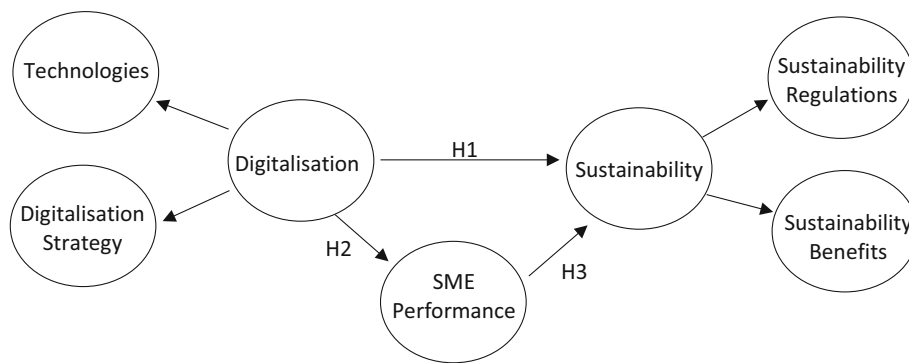 Technologies
Digitalisation
Strategy
Digitalisation
H1
H2
SME
Performance
H3
Sustainability
Sustainability
Regulations
Sustainability
Benefits